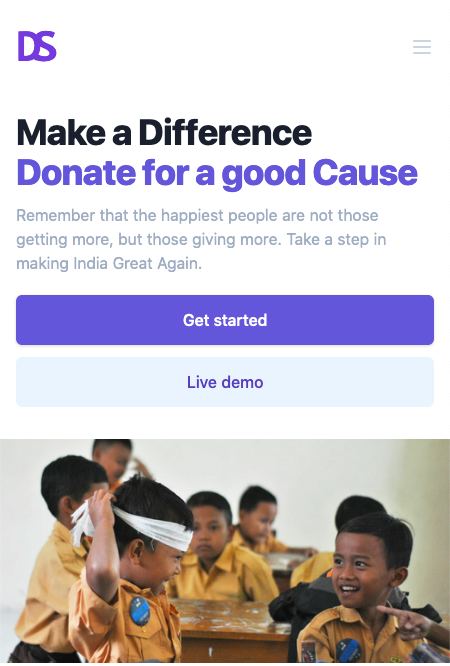 DS
Make a Difference
Donate for a good Cause
Remember that the happiest people are not those
getting more, but those giving more. Take a step in
making India Great Again.
Get started
Live demo